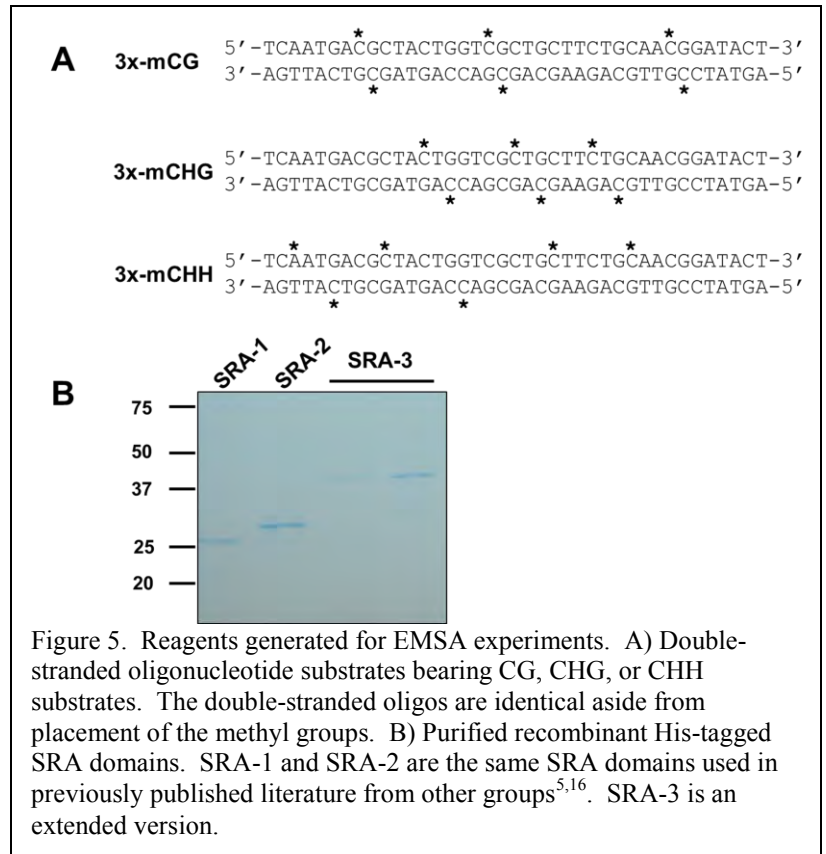 A
* * *
3x-mCG
5'-TCAATGACGCTACTGGTCGCTGCTTCTGCAACGGATACT-3'
3'-AGTTACTGCGATGACCAGCGACGAAGACGTTGCCTATGA-5'
* * *
* * *
3x-mCHG
5'-TCAATGACGCTACTGGTCGCTGCTTCTGCAACGGATACT-3'
3'-AGTTACTGCGATGACCAGCGACGAAGACGTTGCCTATGA-5'
* * *
* * * *
3x-mCHH
5'-TCAATGACGCTACTGGTCGCTGCTTCTGCAACGGATACT-3'
3'-AGTTACTGCGATGACCAGCGACGAAGACGTTGCCTATGA-5'
* *
B
SRA-1 SRA-2 SRA-3
75
50
37
25
20
Figure 5. Reagents generated for EMSA experiments. A) Double-
stranded oligonucleotide substrates bearing CG, CHG, or CHH
substrates. The double-stranded oligos are identical aside from
placement of the methyl groups. B) Purified recombinant His-tagged
SRA domains. SRA-1 and SRA-2 are the same SRA domains used in
previously published literature from other groups5,16. SRA-3 is an
extended version.